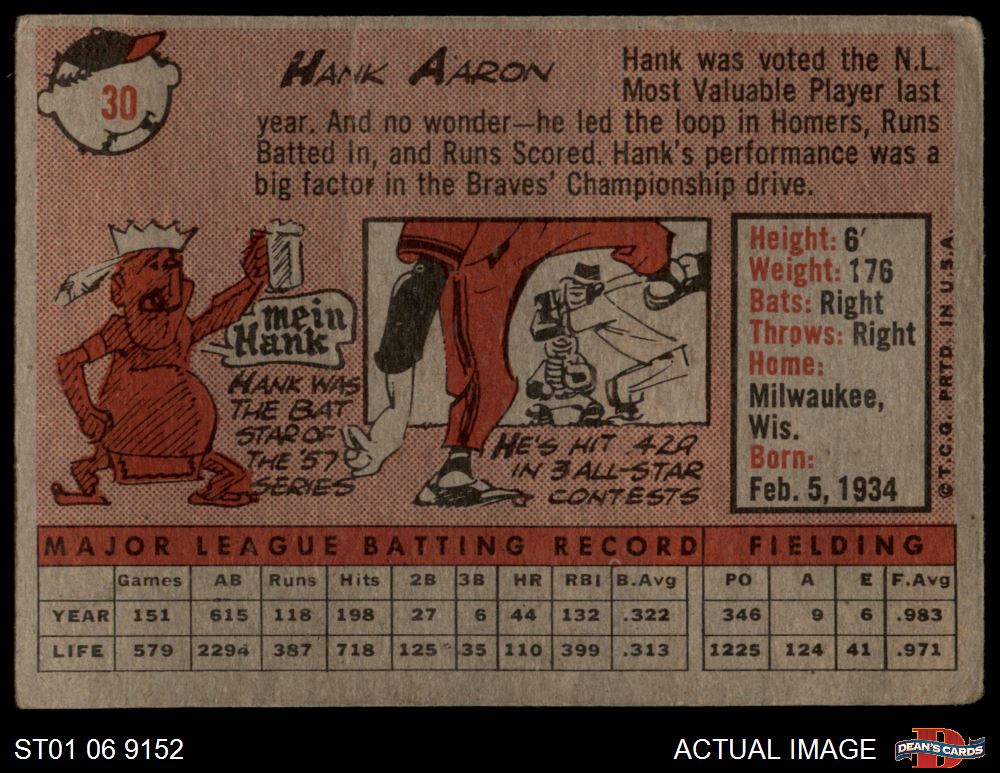 30
HANK AARON
Hank was voted the N.L.
Most Valuable Player last
year. And no wonder—he led the loop in Homers, Runs
Batted In, and Runs Scored. Hank's performance was a
big factor in the Braves' Championship drive.
mein
Hank
HANK WAS
THE BAT
STAR OF
THE '57
SERIES
HE'S HIT .429
IN 3 ALL-STAR
CONTESTS
Height: 6'
Weight: 176
Bats: Right
Throws: Right
Home:
Milwaukee,
Wis.
Born:
Feb. 5, 1934
© T.C.G. PRTD. IN U.S.A.
MAJOR LEAGUE BATTING RECORD FIELDING
Games AB Runs Hits 2B 3B HR RBI B.Avg PO A E F.Avg
YEAR 151 615 118 198 27 6 44 132 .322 346 9 6 .983
LIFE 579 2294 387 718 125 35 110 399 .313 1225 124 41 .971
ST01 06 9152
ACTUAL IMAGE
D
DEAN'S CARDS